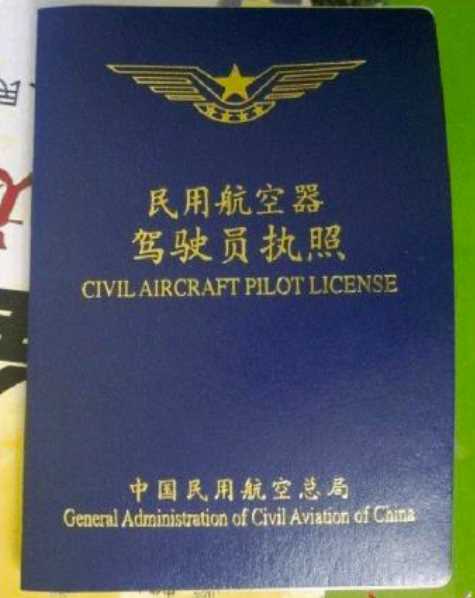 民用航空器
驾驶员执照
CIVIL AIRCRAFT PILOT LICENSE
中国民用航空总局
General Administration of Civil Aviation of China